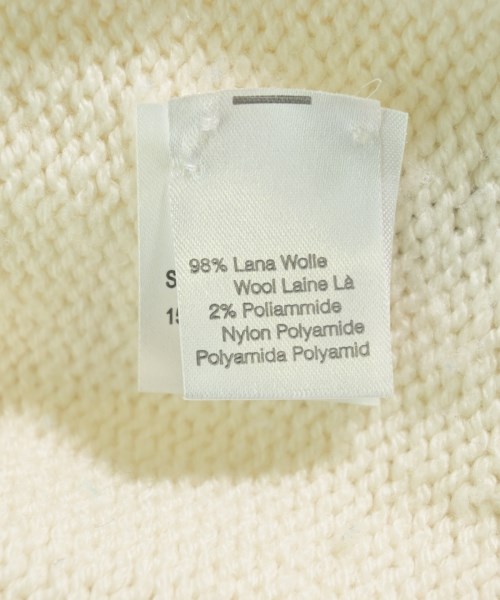 98% Lana Wolle
Wool Laine Là
2% Poliammide
Nylon Polyamide
Polyamida Polyamid
S